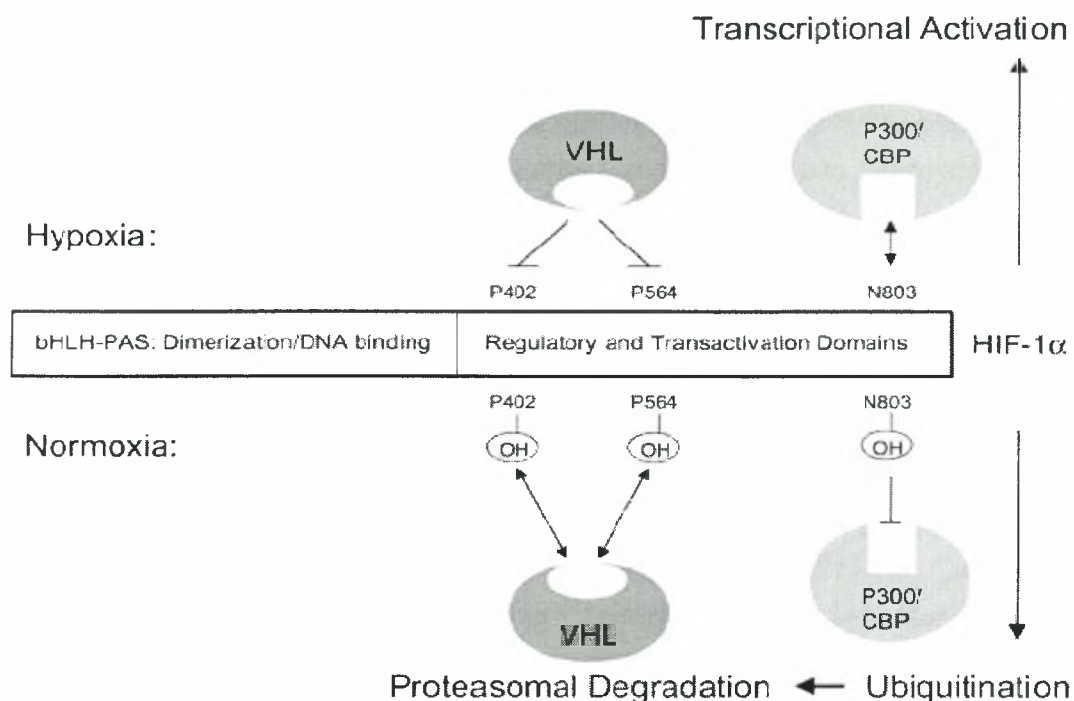 Transcriptional Activation
VHL
P300/
CBP
Hypoxia:
P402
P564
N803
bHLH-PAS: Dimerization/DNA binding
Regulatory and Transactivation Domains
HIF-1α
P402
P564
N803
Normoxia:
OH
OH
OH
VHL
P300/
CBP
Proteasomal Degradation
Ubiquitination